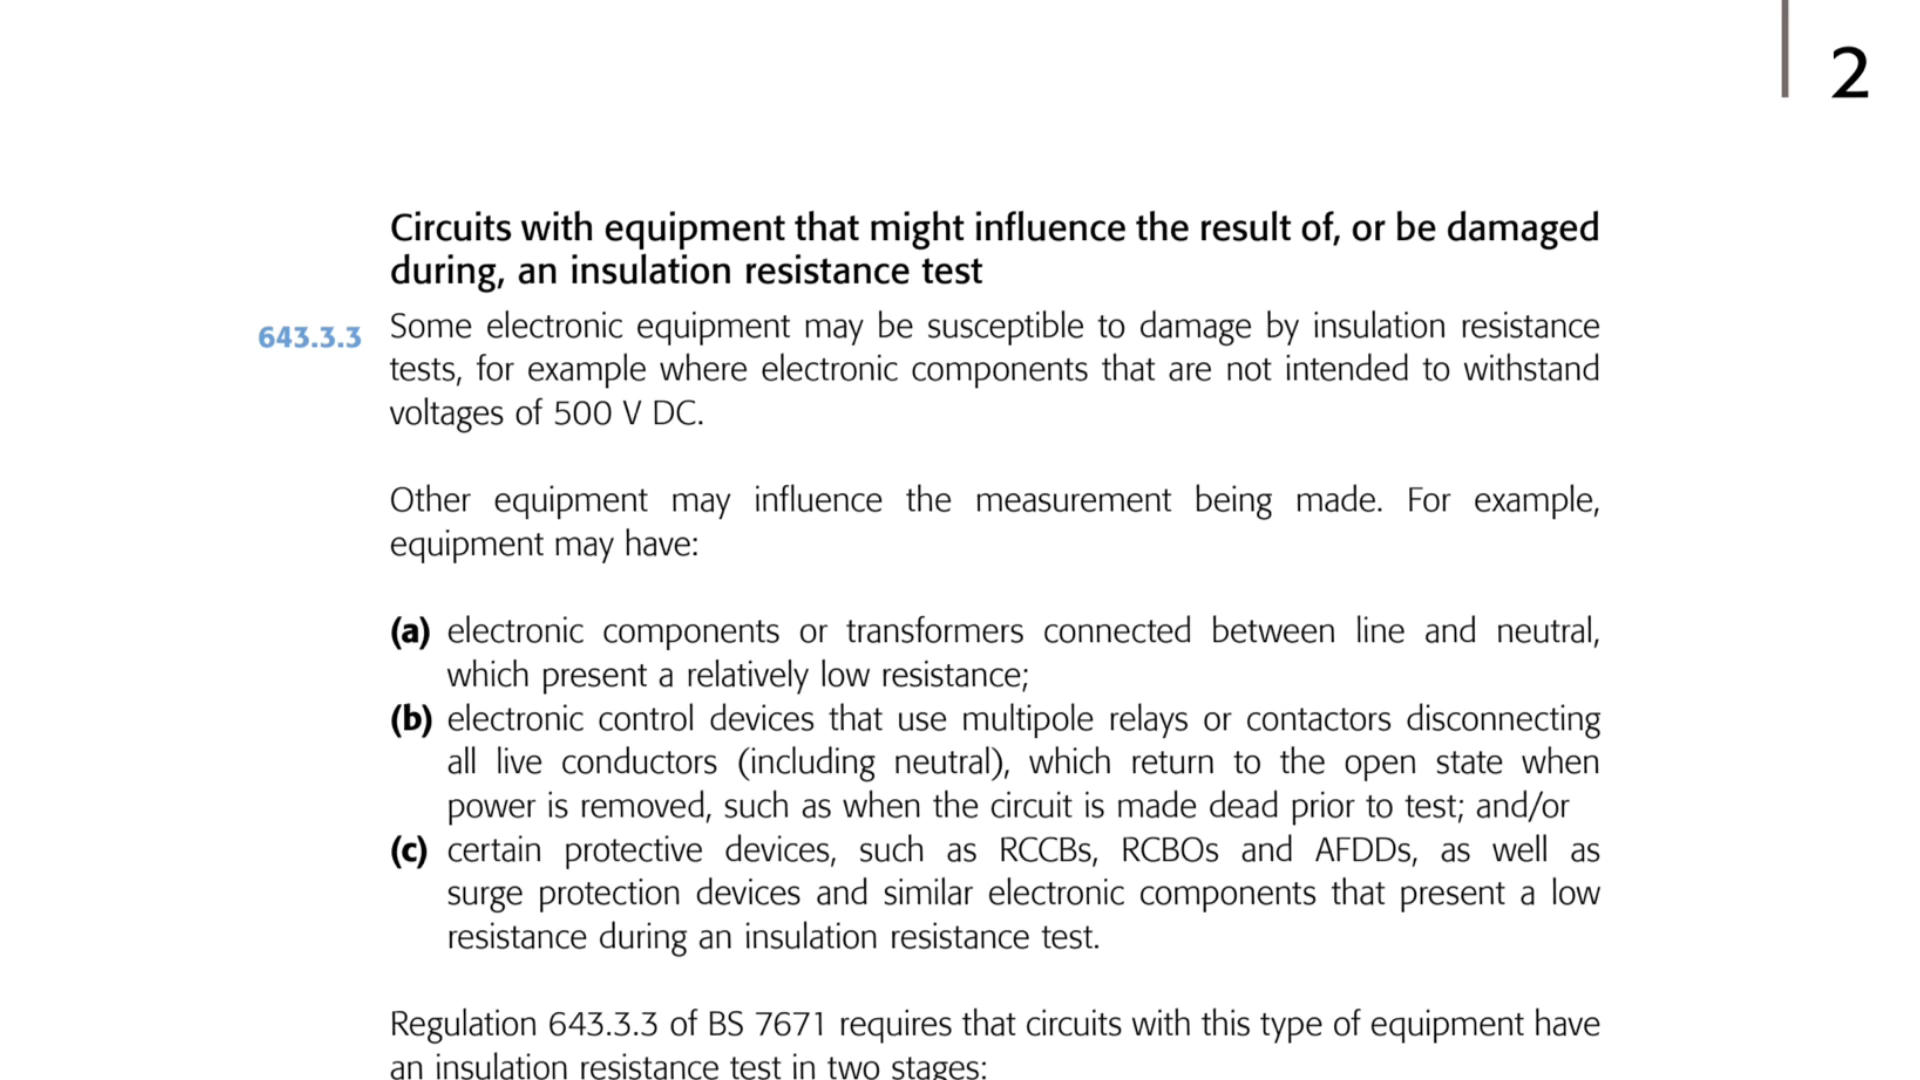 2
Circuits with equipment that might influence the result of, or be damaged
during, an insulation resistance test
643.3.3 Some electronic equipment may be susceptible to damage by insulation resistance
tests, for example where electronic components that are not intended to withstand
voltages of 500 V DC.
Other equipment may influence the measurement being made. For example,
equipment may have:
(a) electronic components or transformers connected between line and neutral,
which present a relatively low resistance;
(b) electronic control devices that use multipole relays or contactors disconnecting
all live conductors (including neutral), which return to the open state when
power is removed, such as when the circuit is made dead prior to test; and/or
(c) certain protective devices, such as RCCBs, RCBOs and AFDDs, as well as
surge protection devices and similar electronic components that present a low
resistance during an insulation resistance test.
Regulation 643.3.3 of BS 7671 requires that circuits with this type of equipment have
an insulation resistance test in two stages: